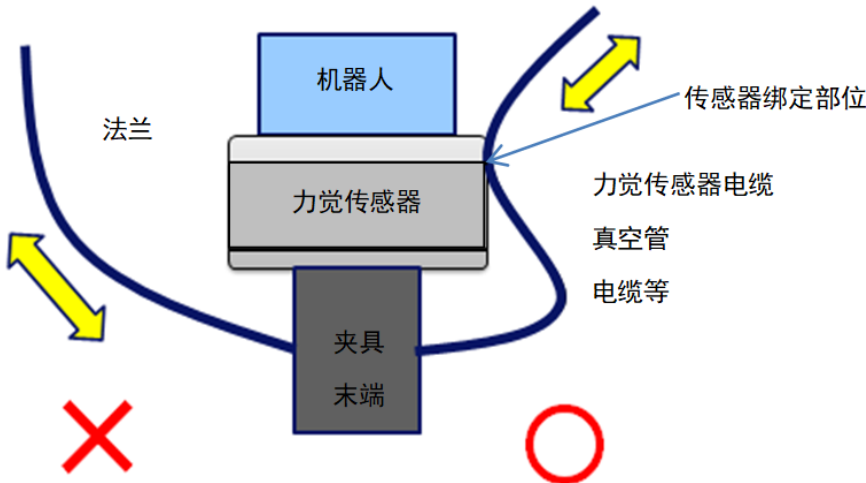 机器人
传感器绑定部位
法兰
力觉传感器
力觉传感器电缆
真空管
电缆等
夹具
末端